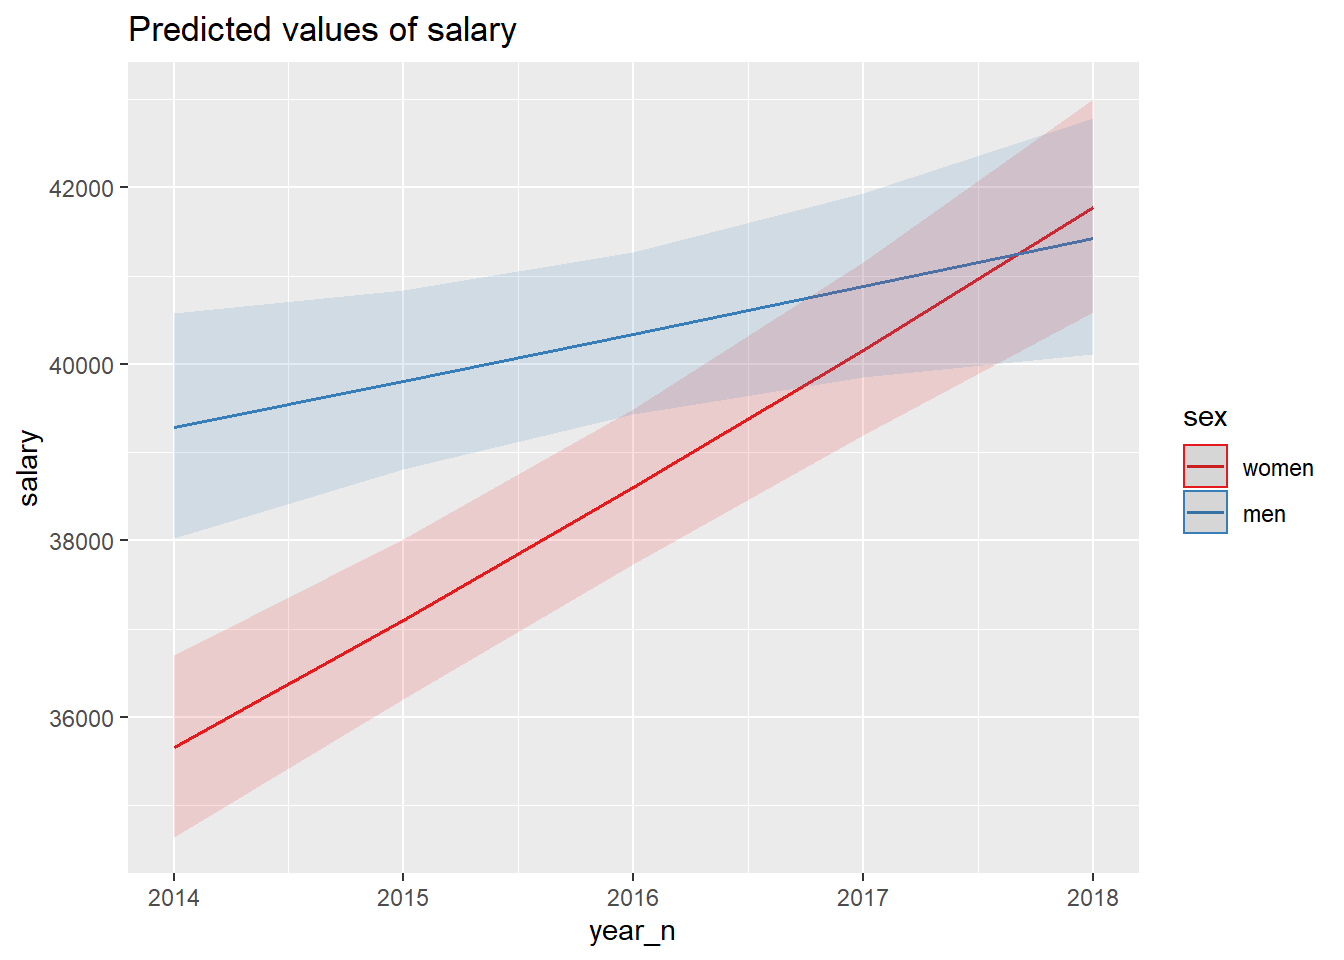 Predicted values of salary
salary
42000
40000
38000
36000
2014 2015 2016 2017 2018
year_n
sex
women
men